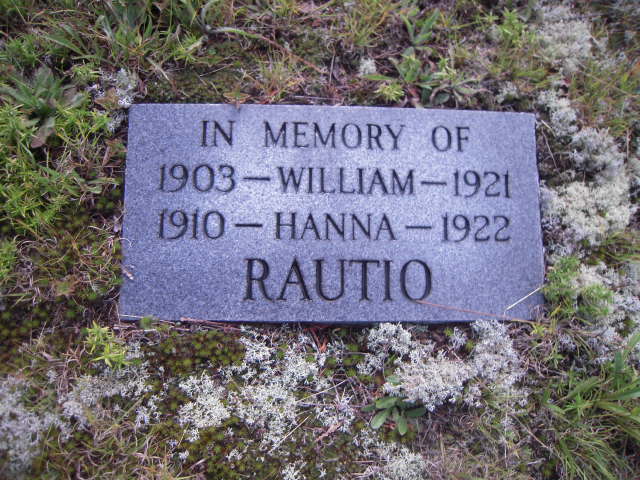 IN MEMORY OF
1903 — WILLIAM — 1921
1910 — HANNA — 1922
RAUTIO